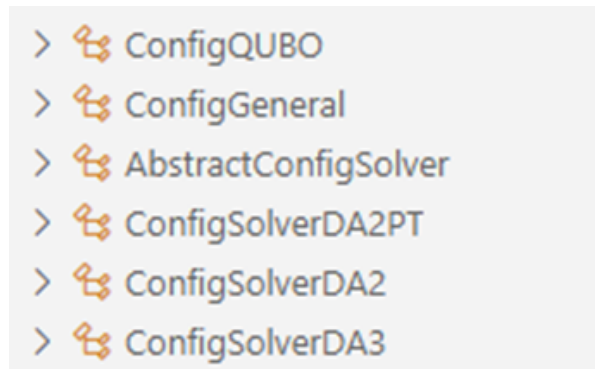 ConfigQUBO
ConfigGeneral
AbstractConfigSolver
ConfigSolverDA2PT
ConfigSolverDA2
ConfigSolverDA3